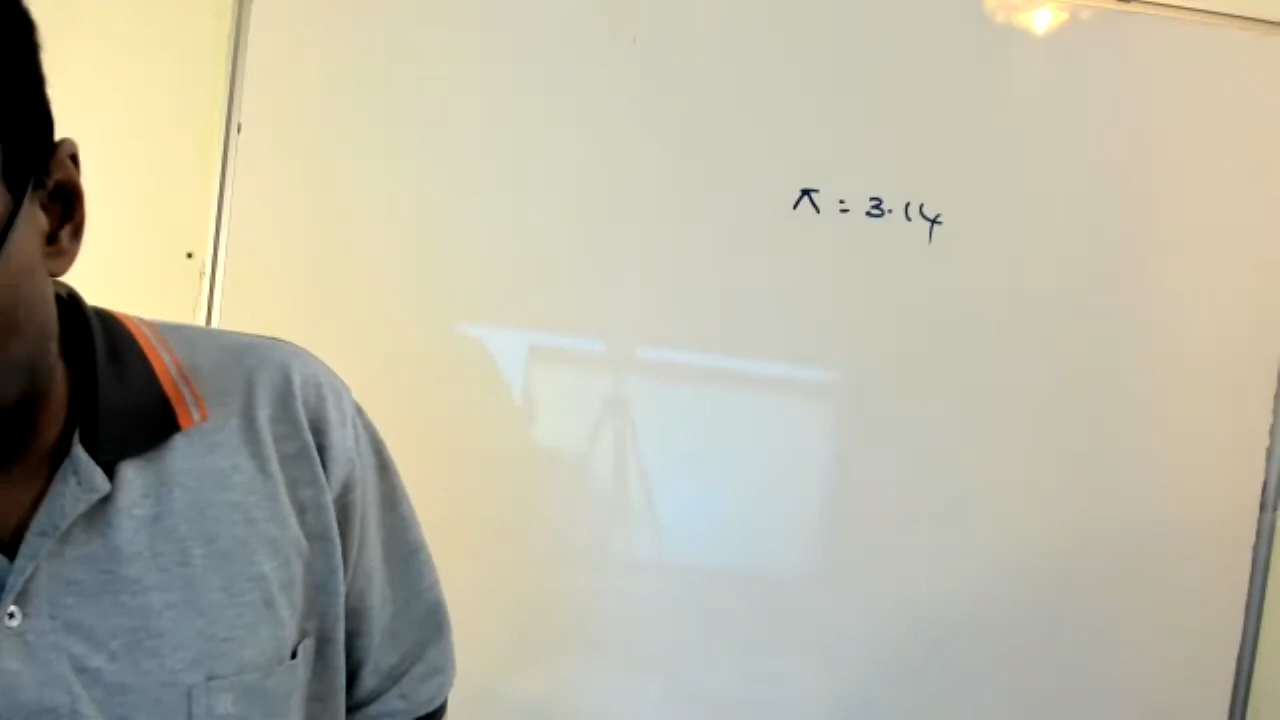 π = 3.14